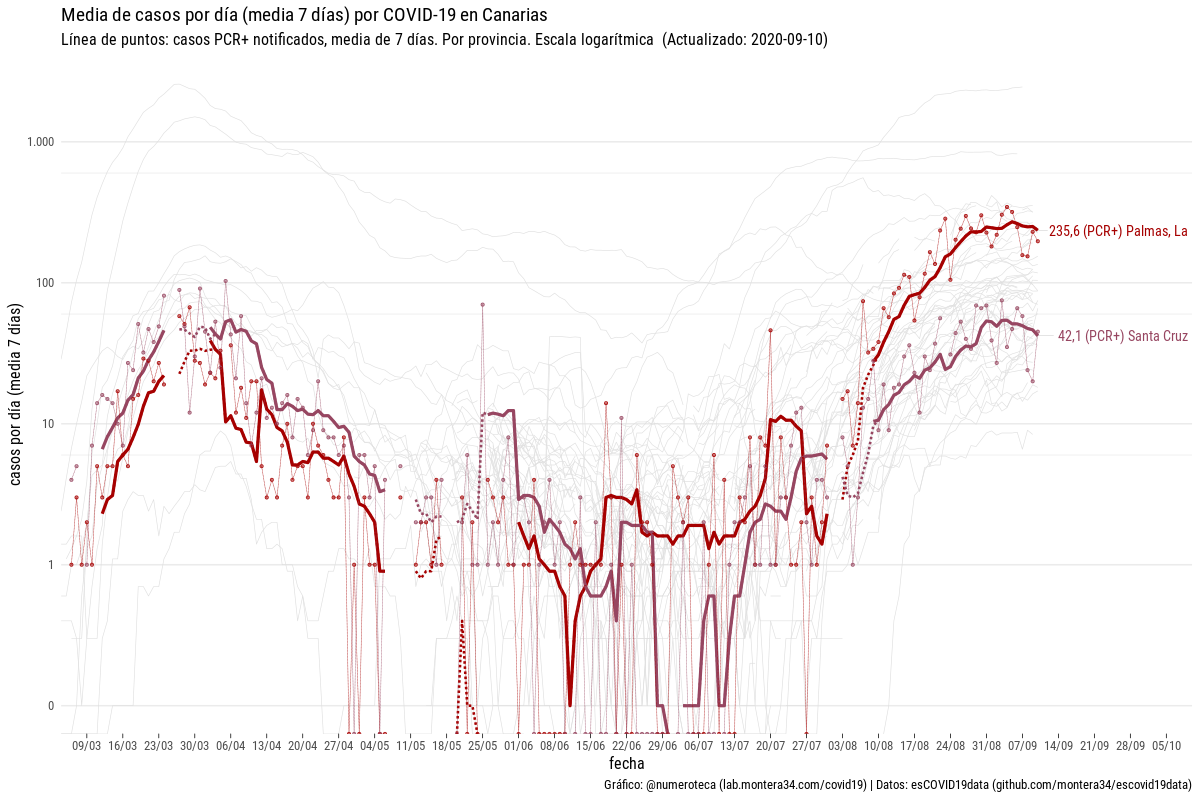 Media de casos por día (media 7 días) por COVID-19 en Canarias
Línea de puntos: casos PCR+ notificados, media de 7 días. Por provincia. Escala logarítmica (Actualizado: 2020-09-10)
casos por día (media 7 días)
1.000
100
10
1
0
235,6 (PCR+) Palmas, La
42,1 (PCR+) Santa Cruz
09/03 16/03 23/03 30/03 06/04 13/04 20/04 27/04 04/05 11/05 18/05 25/05 01/06 08/06 15/06 22/06 29/06 06/07 13/07 20/07 27/07 03/08 10/08 17/08 24/08 31/08 07/09 14/09 21/09 28/09 05/10
fecha
Gráfico: @numeroteca (lab.montera34.com/covid19) | Datos: esCOVID19data (github.com/montera34/escovid19data)